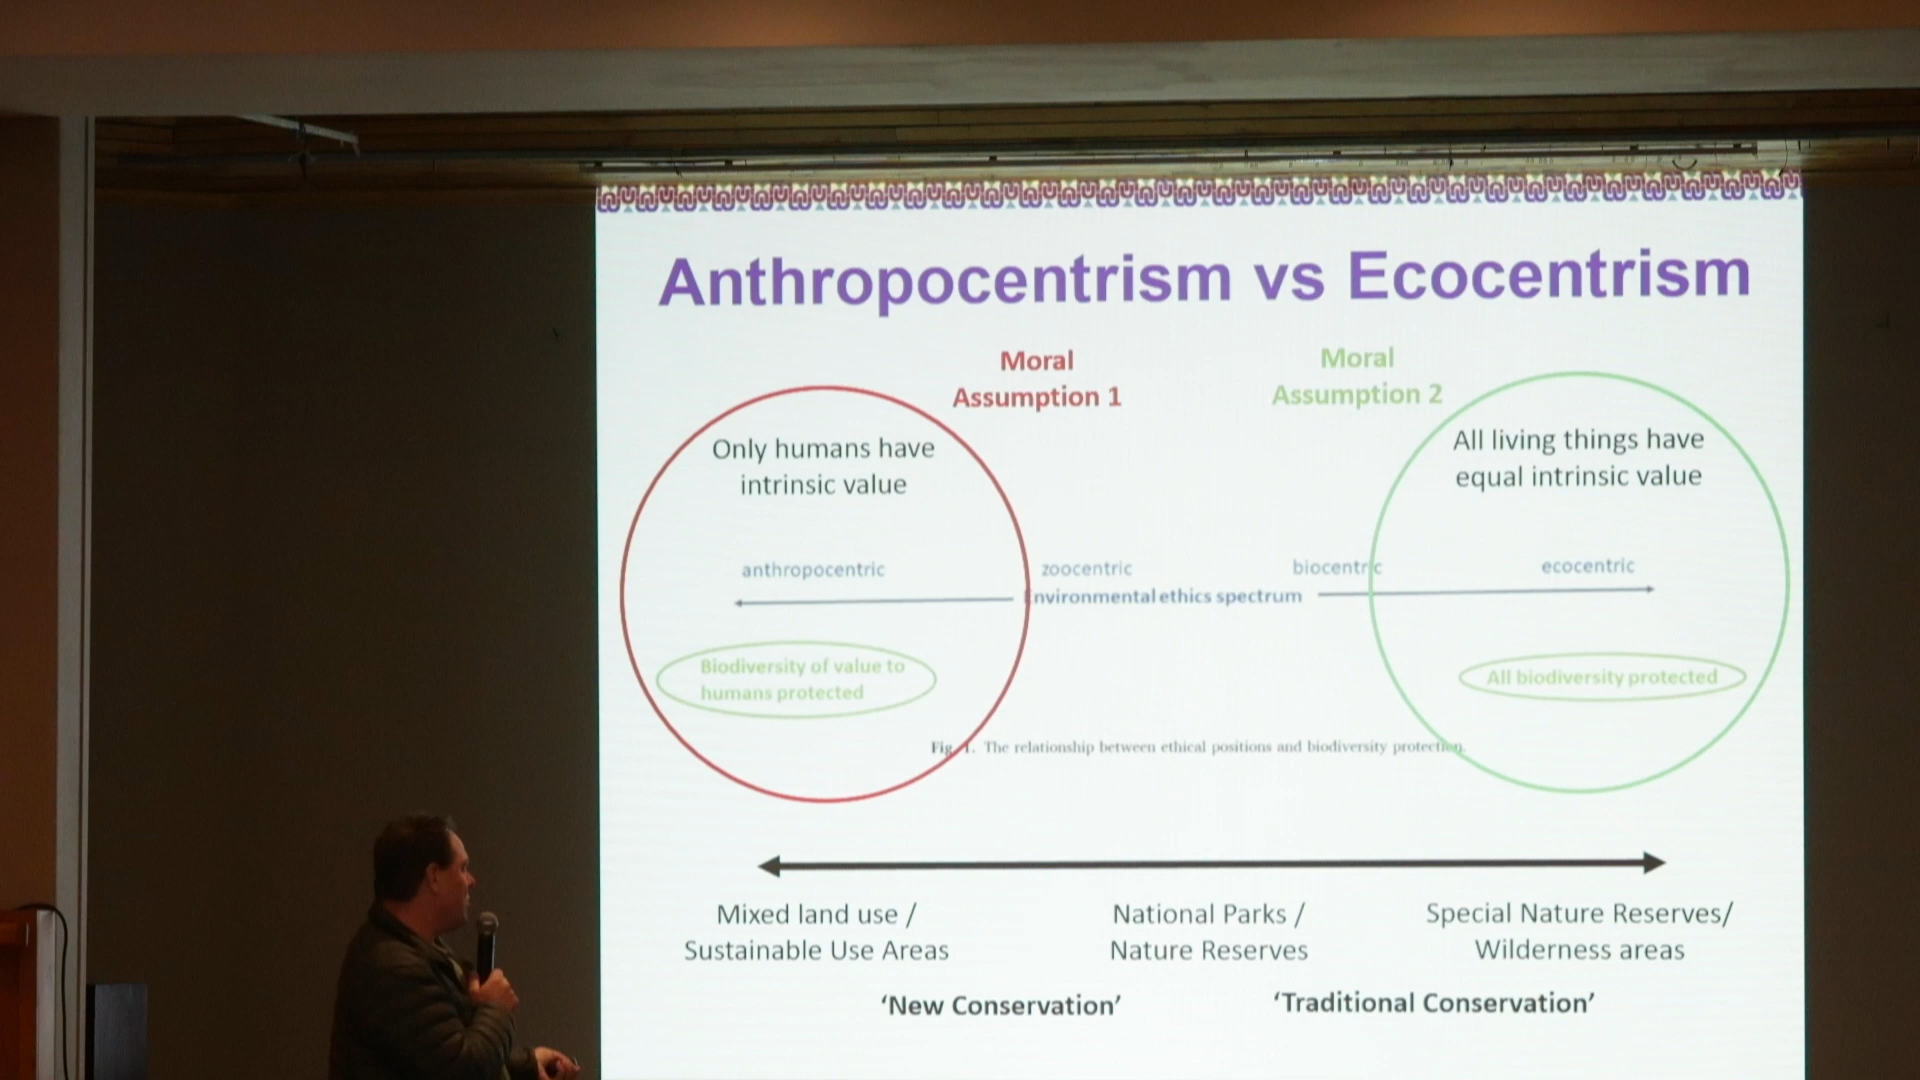 Anthropocentrism vs Ecocentrism
Moral
Assumption 1
Moral
Assumption 2
Only humans have
intrinsic value
All living things have
equal intrinsic value
anthropocentric
zoocentric
biocentric
ecocentric
Environmental ethics spectrum
Biodiversity of value to
humans protected
All biodiversity protected
Fig. 1. The relationship between ethical positions and biodiversity protection.
Mixed land use /
Sustainable Use Areas
National Parks /
Nature Reserves
Special Nature Reserves/
Wilderness areas
‘New Conservation’
‘Traditional Conservation’